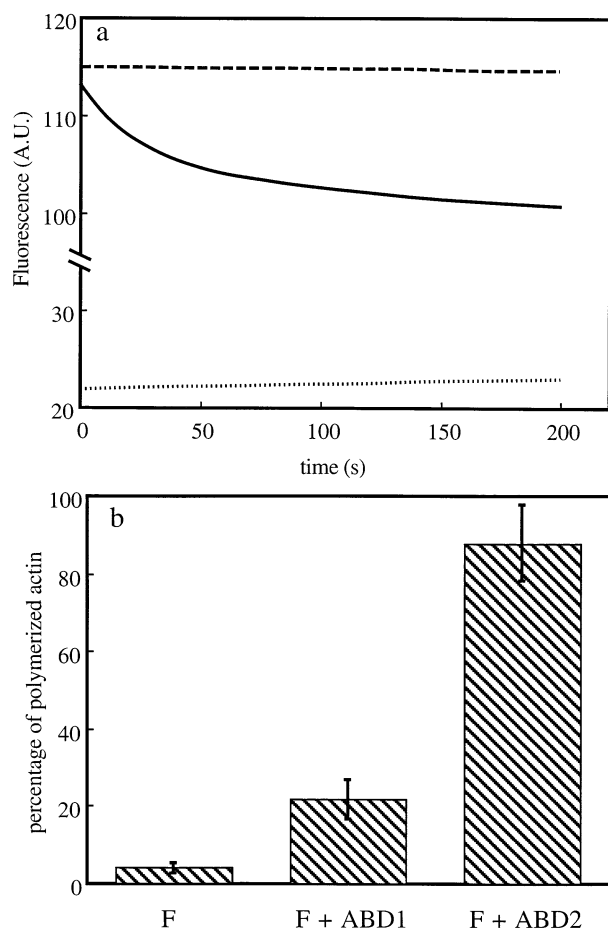 120
a
110
Fluorescence (A.U.)
100
30
20
0 50 100 150 200
time (s)
100
b
80
percentage of polymerized actin
60
40
20
0
F F + ABD1 F + ABD2